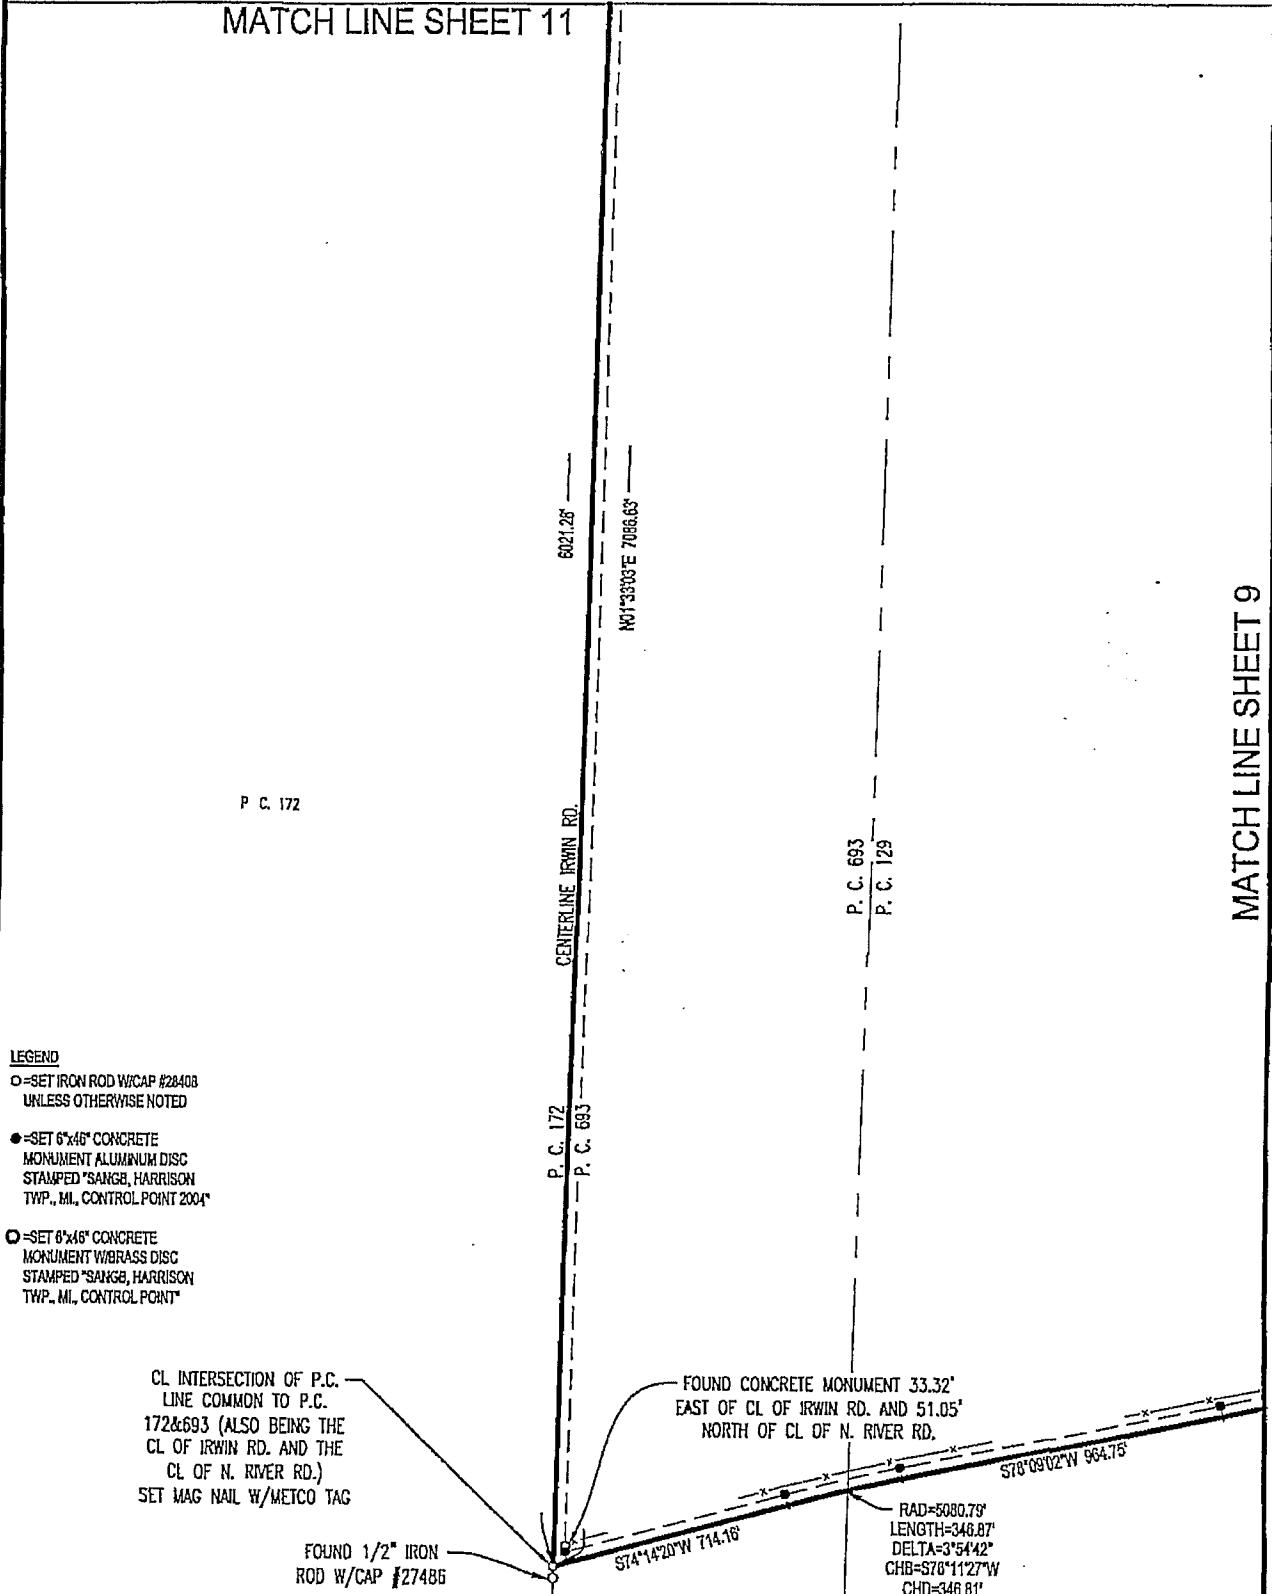 MATCH LINE SHEET 11
6021.26'
N01°33'03"E 7086.63'
MATCH LINE SHEET 9
P C. 172
CENTERLINE IRWIN RD.
P. C. 693
P. C. 129
P. C. 172
P. C. 693
LEGEND
O=SET IRON ROD W/CAP #28408
UNLESS OTHERWISE NOTED
●=SET 6"x46" CONCRETE
MONUMENT ALUMINUM DISC
STAMPED "SANGB, HARRISON
TWP., MI., CONTROL POINT 2004"
O=SET 6"x46" CONCRETE
MONUMENT W/BRASS DISC
STAMPED "SANGB, HARRISON
TWP., MI., CONTROL POINT"
CL INTERSECTION OF P.C.
LINE COMMON TO P.C.
172&693 (ALSO BEING THE
CL OF IRWIN RD. AND THE
CL OF N. RIVER RD.)
SET MAG NAIL W/METCO TAG
FOUND CONCRETE MONUMENT 33.32'
EAST OF CL OF IRWIN RD. AND 51.05'
NORTH OF CL OF N. RIVER RD.
S78°09'02"W 964.75'
S74°14'20"W 714.16'
RAD=5080.79'
LENGTH=346.87'
DELTA=3°54'42"
CHB=S76°11'27"W
CHD=346.81'
FOUND 1/2" IRON
ROD W/CAP #27486